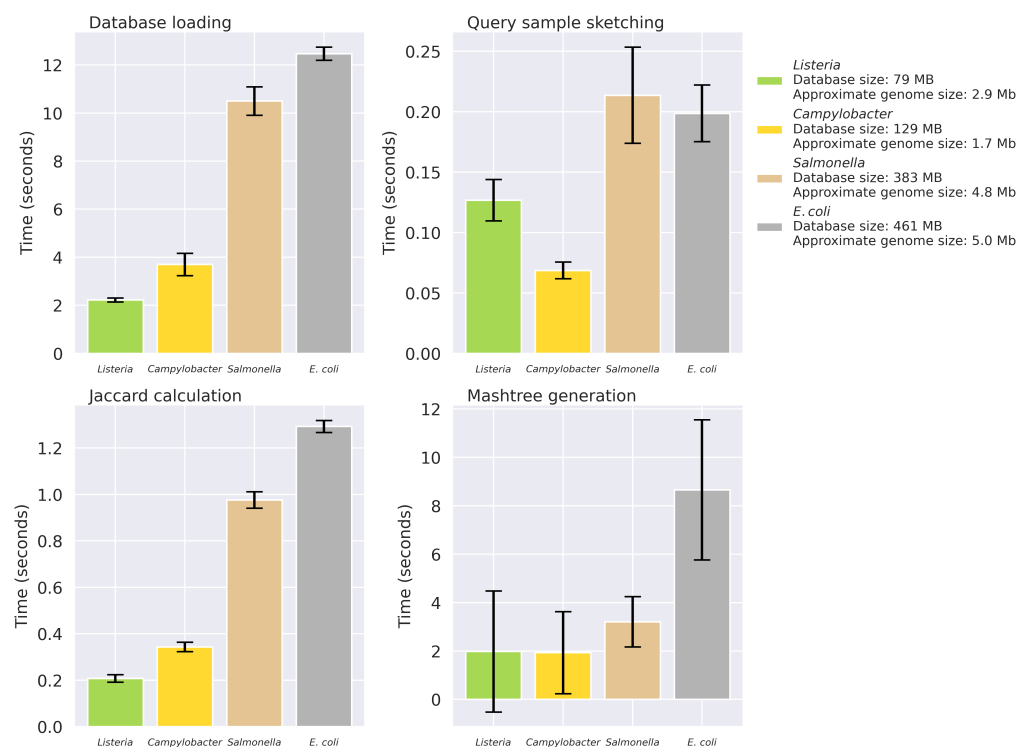 Database loading
Time (seconds)
12
10
8
6
4
2
0
Listeria
Campylobacter
Salmonella
E. coli
Query sample sketching
Time (seconds)
0.25
0.20
0.15
0.10
0.05
0.00
Listeria
Campylobacter
Salmonella
E. coli
Listeria
Database size: 79 MB
Approximate genome size: 2.9 Mb
Campylobacter
Database size: 129 MB
Approximate genome size: 1.7 Mb
Salmonella
Database size: 383 MB
Approximate genome size: 4.8 Mb
E. coli
Database size: 461 MB
Approximate genome size: 5.0 Mb
Jaccard calculation
Time (seconds)
1.2
1.0
0.8
0.6
0.4
0.2
0.0
Listeria
Campylobacter
Salmonella
E. coli
Mashtree generation
Time (seconds)
12
10
8
6
4
2
0
Listeria
Campylobacter
Salmonella
E. coli